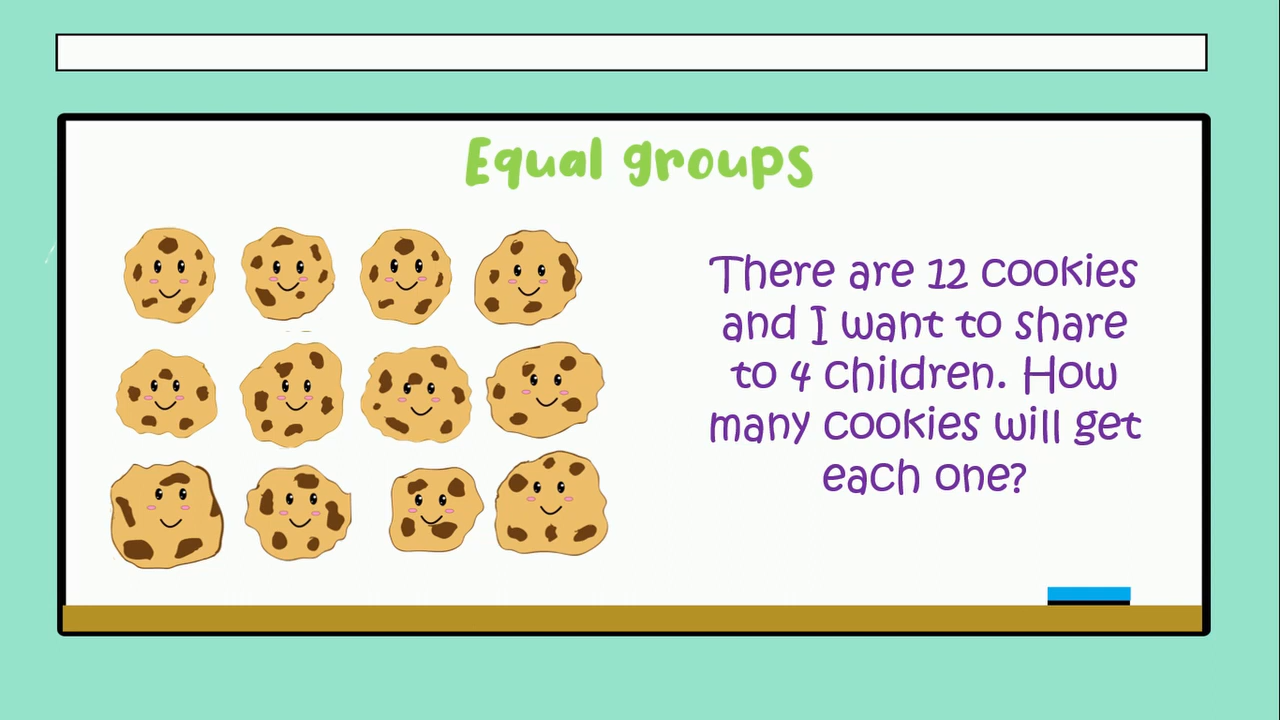 Equal groups
There are 12 cookies
and I want to share
to 4 children. How
many cookies will get
each one?